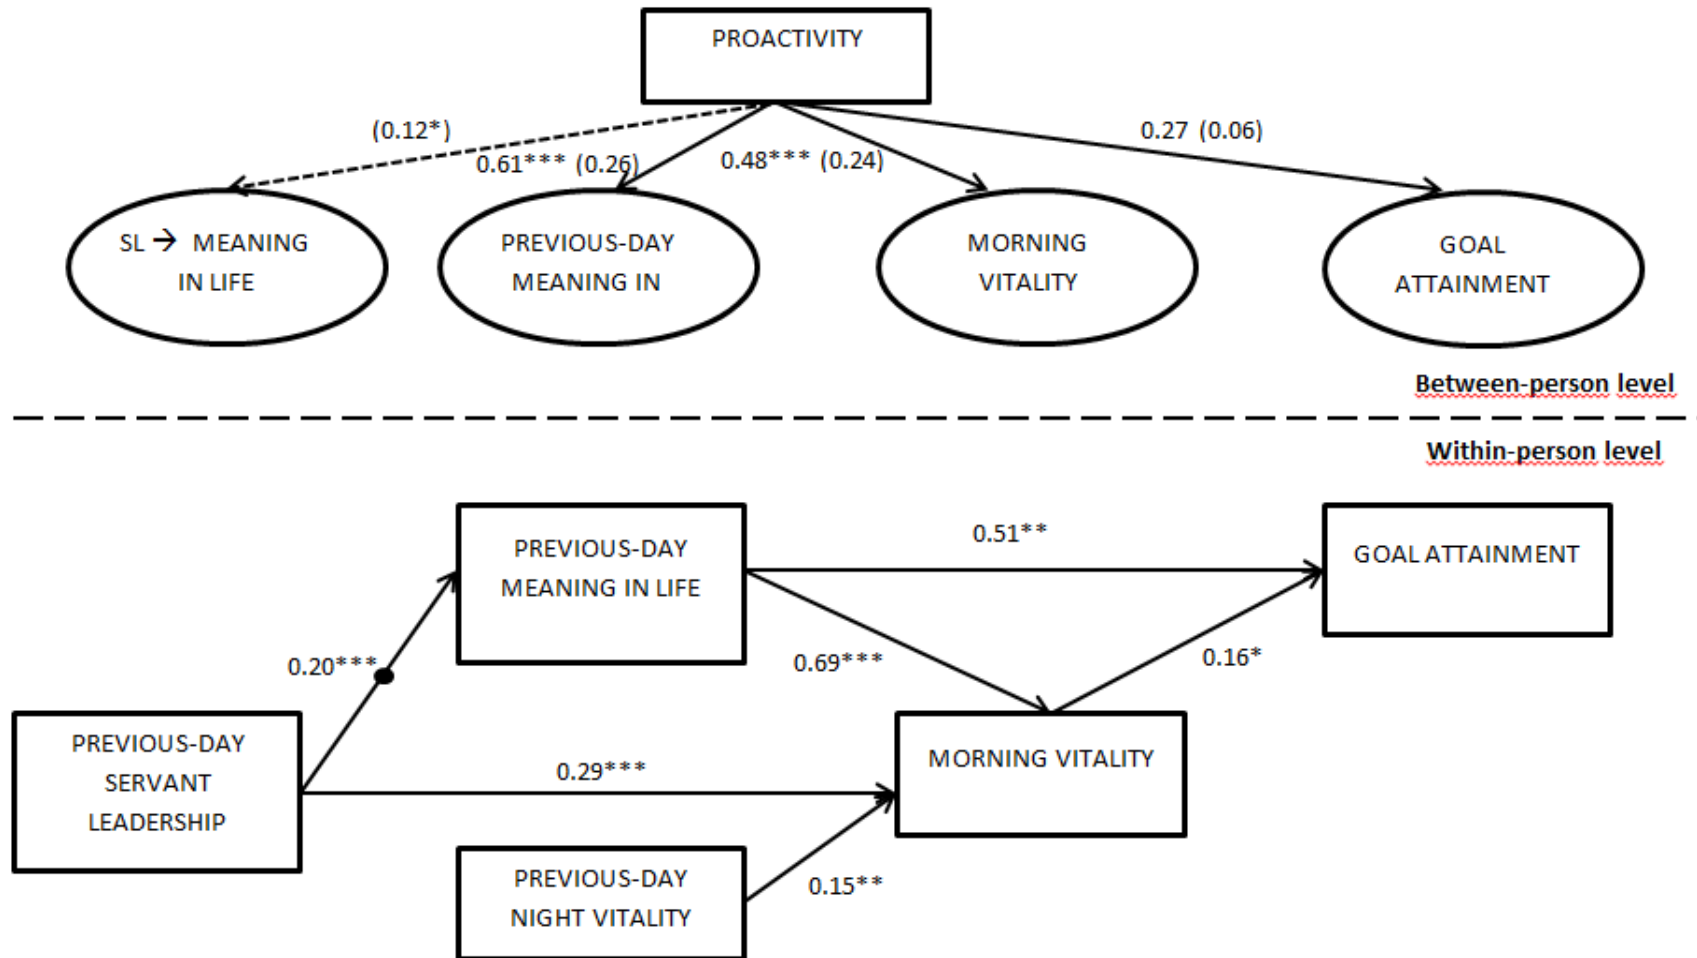 PROACTIVITY
(0.12*)
0.61*** (0.26)
0.48*** (0.24)
0.27 (0.06)
SL → MEANING
IN LIFE
PREVIOUS-DAY
MEANING IN
MORNING
VITALITY
GOAL
ATTAINMENT
Between-person level
Within-person level
PREVIOUS-DAY
MEANING IN LIFE
0.51**
GOAL ATTAINMENT
0.20***
0.69***
0.16*
PREVIOUS-DAY
SERVANT
LEADERSHIP
0.29***
MORNING VITALITY
PREVIOUS-DAY
NIGHT VITALITY
0.15**